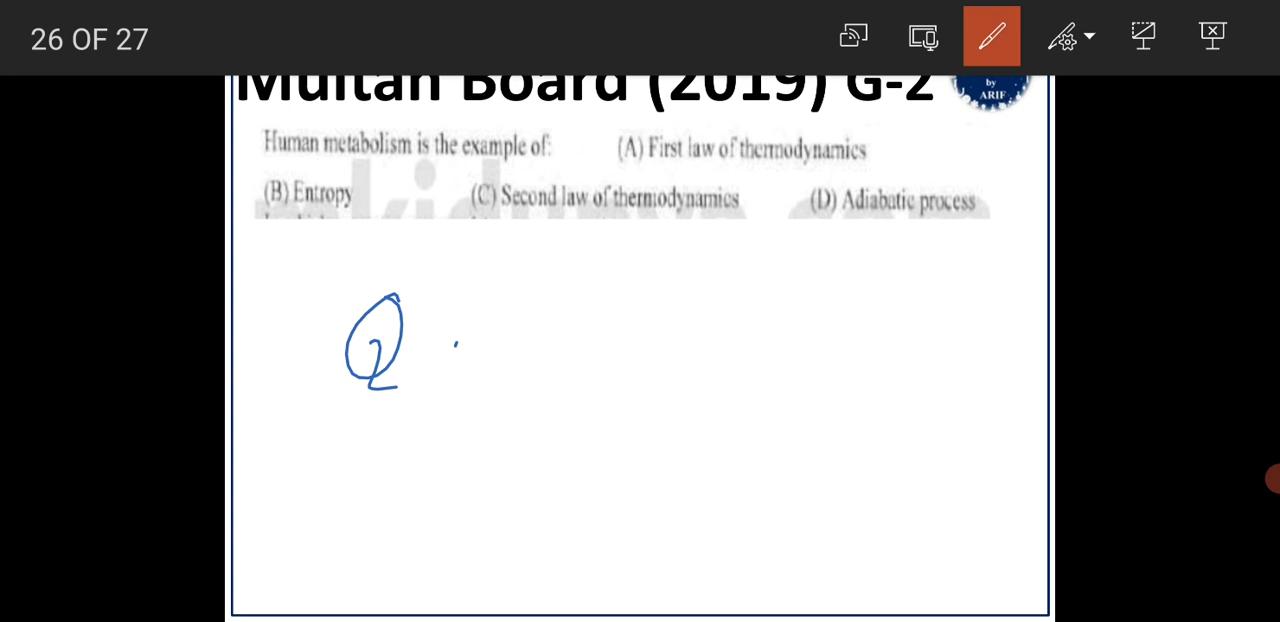 26 OF 27
Multan Board (2019) G-2
by
ARIF
Human metabolism is the example of: (A) First law of thermodynamics
(B) Entropy (C) Second law of thermodynamics (D) Adiabatic process
Q